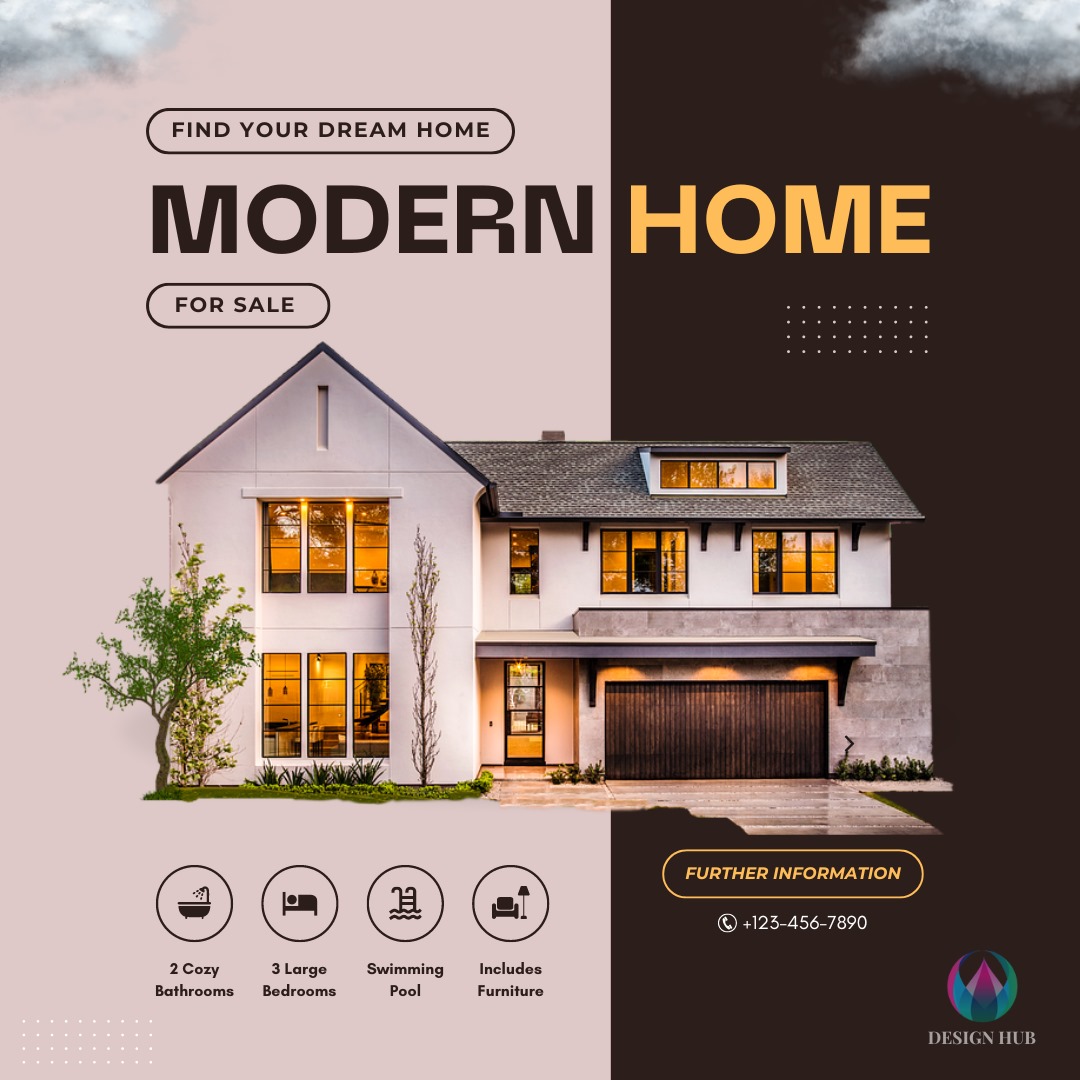 FIND YOUR DREAM HOME
MODERN HOME
FOR SALE
2 Cozy
Bathrooms
3 Large
Bedrooms
Swimming
Pool
Includes
Furniture
FURTHER INFORMATION
+123-456-7890
DESIGN HUB